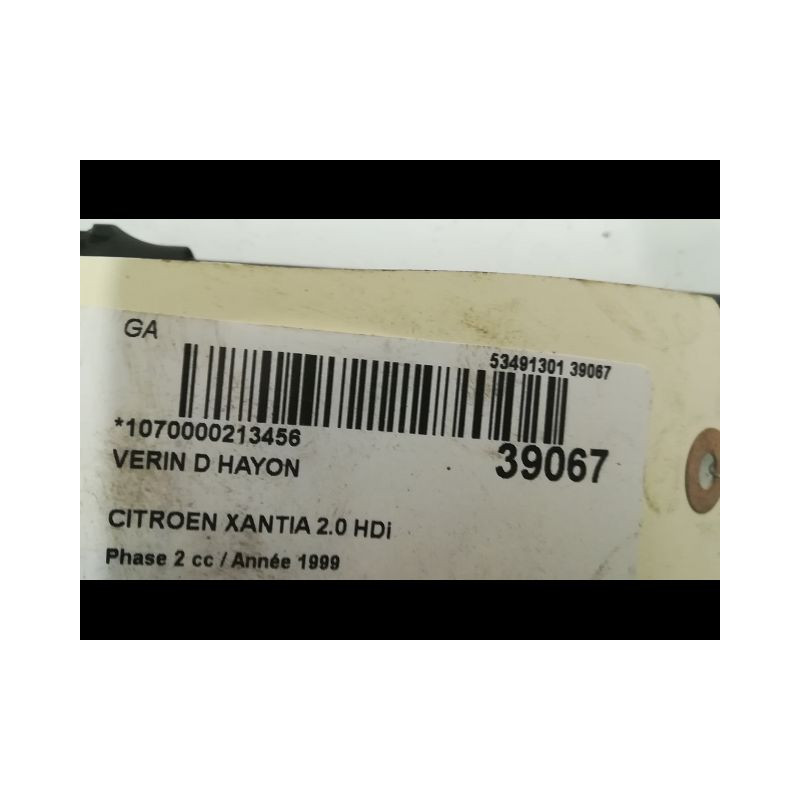 GA
53491301 39067
*1070000213456
39067
VERIN D HAYON
CITROEN XANTIA 2.0 HDi
Phase 2 cc / Année 1999